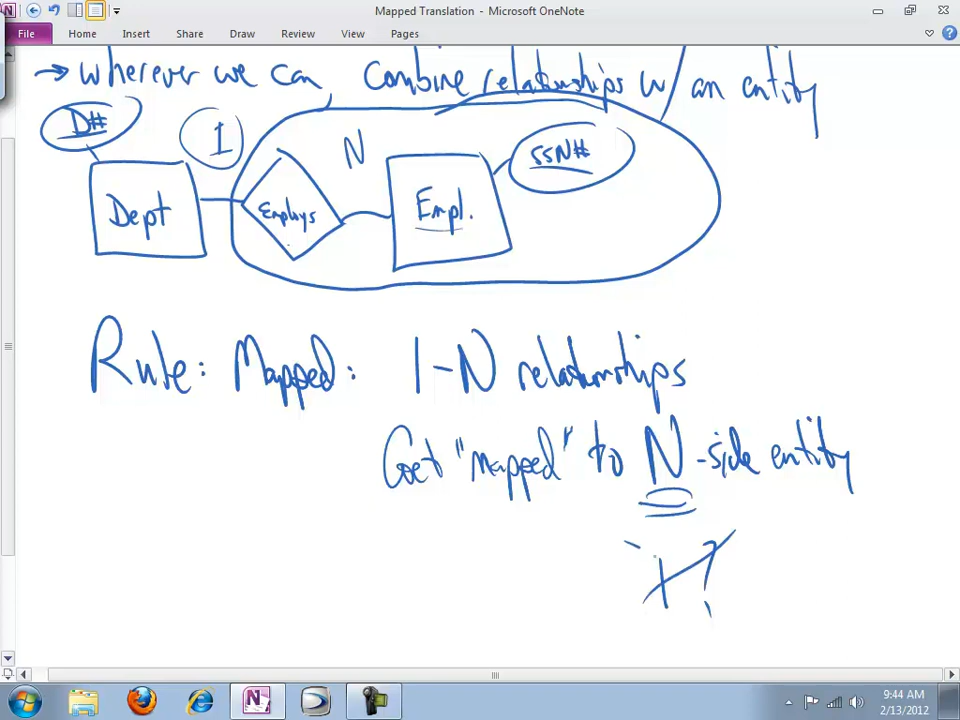 Mapped Translation - Microsoft OneNote
File Home Insert Share Draw Review View Pages
→ Wherever we can, combine relationships w/ an entity
D#
1
N
SSN#
Dept
Employs
Empl.
Rule: Mapped: 1-N relationships
Get "mapped" to N-side entity
1?
9:44 AM
2/13/2012